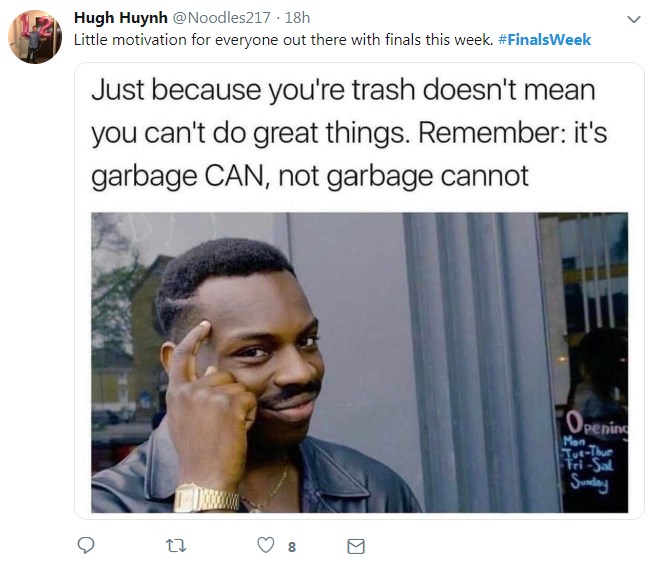 Hugh Huynh @Noodles217 · 18h
Little motivation for everyone out there with finals this week. #FinalsWeek
Just because you're trash doesn't mean
you can't do great things. Remember: it's
garbage CAN, not garbage cannot
Opening
Mon
Tue-Thur
Fri-Sat
Sunday
8